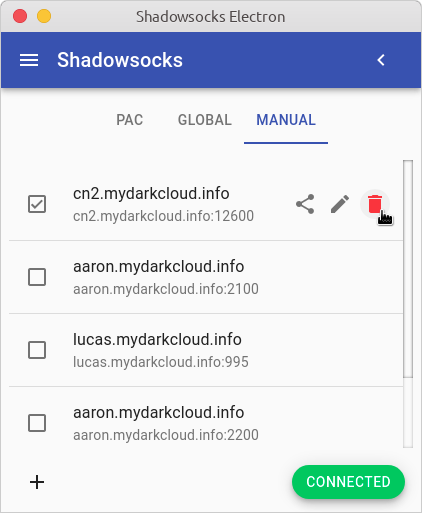 Shadowsocks Electron
Shadowsocks
PAC GLOBAL MANUAL
cn2.mydarkcloud.info
cn2.mydarkcloud.info:12600
aaron.mydarkcloud.info
aaron.mydarkcloud.info:2100
lucas.mydarkcloud.info
lucas.mydarkcloud.info:995
aaron.mydarkcloud.info
aaron.mydarkcloud.info:2200
CONNECTED